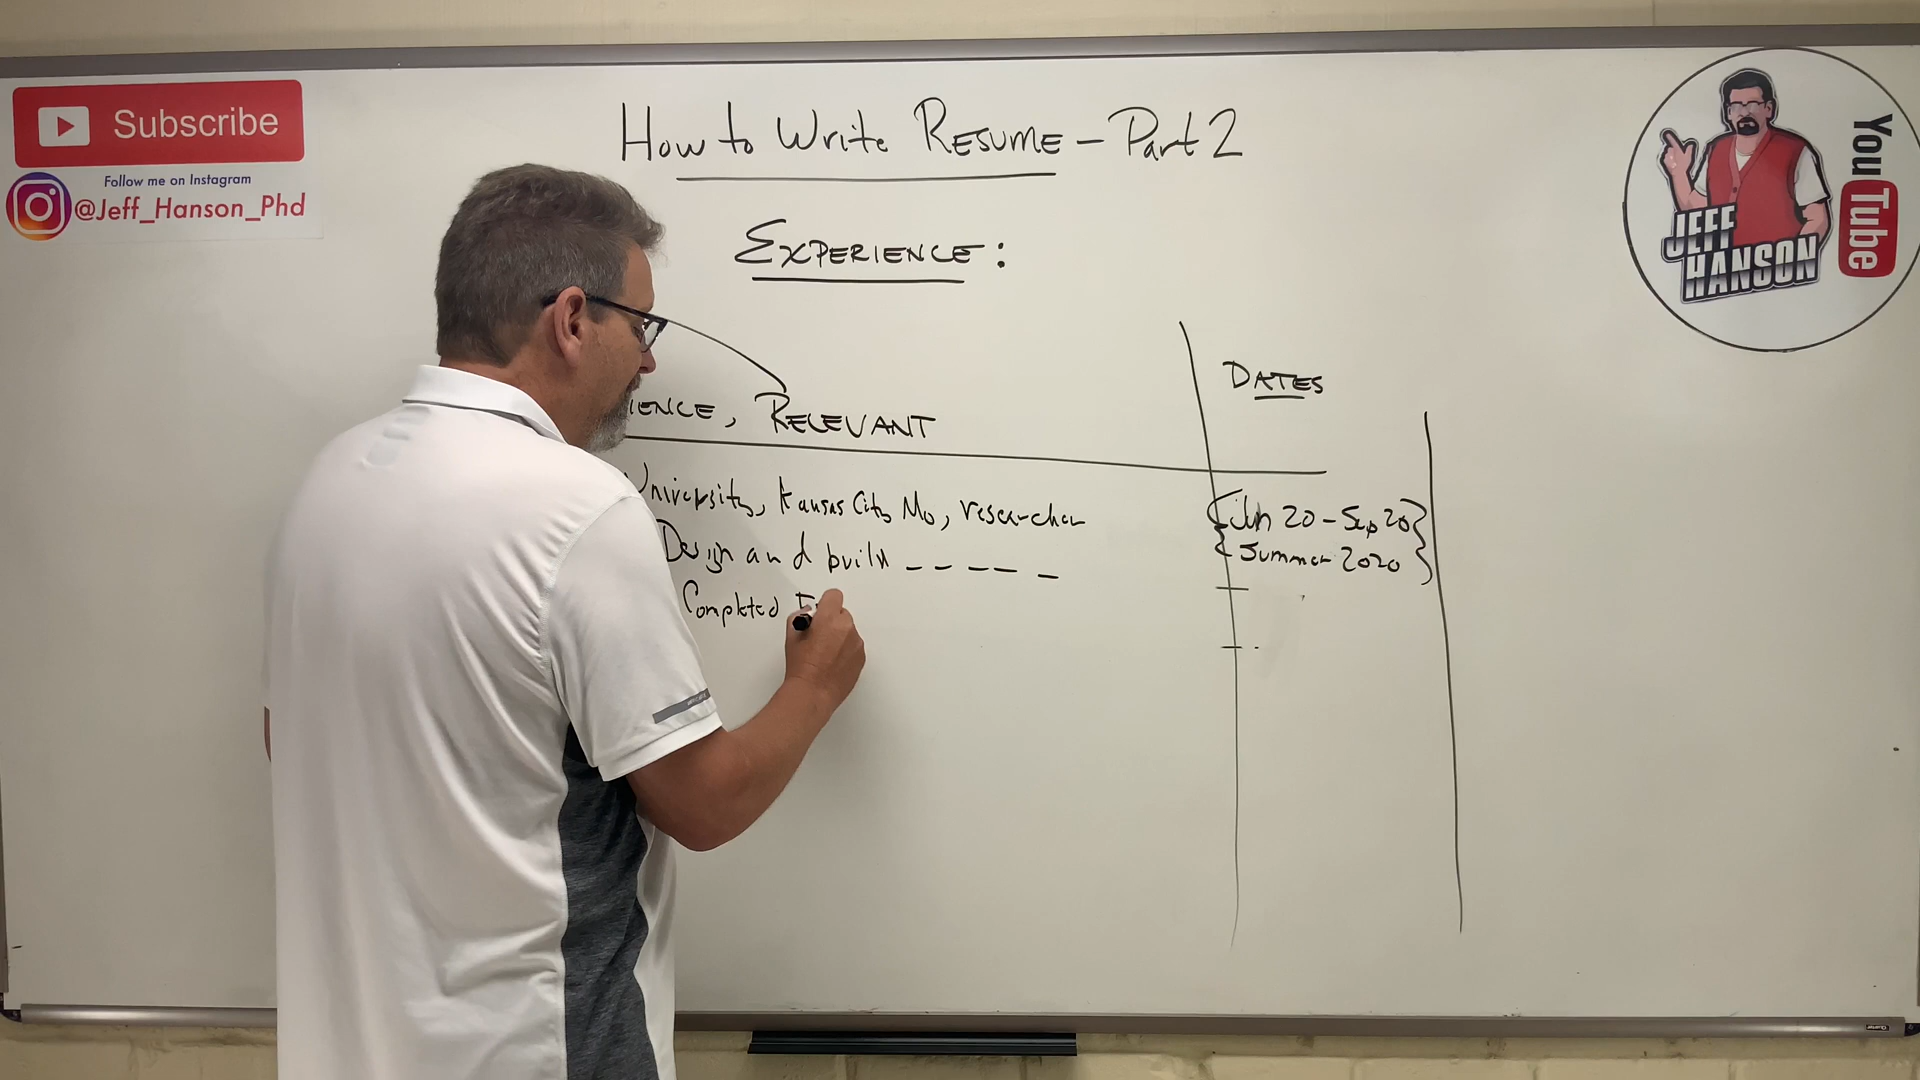 Subscribe
Follow me on Instagram
@Jeff_Hanson_Phd
How to Write RESUME - Part 2
EXPERIENCE:
YouTube
JEFF
HANSON
DATES
IENCE, RELEVANT
University, Kansas City Mo, researcher
Jun 20 - Sep 20
Design and build _ _ _ _ _
Summer 2020
Completed
Quartet